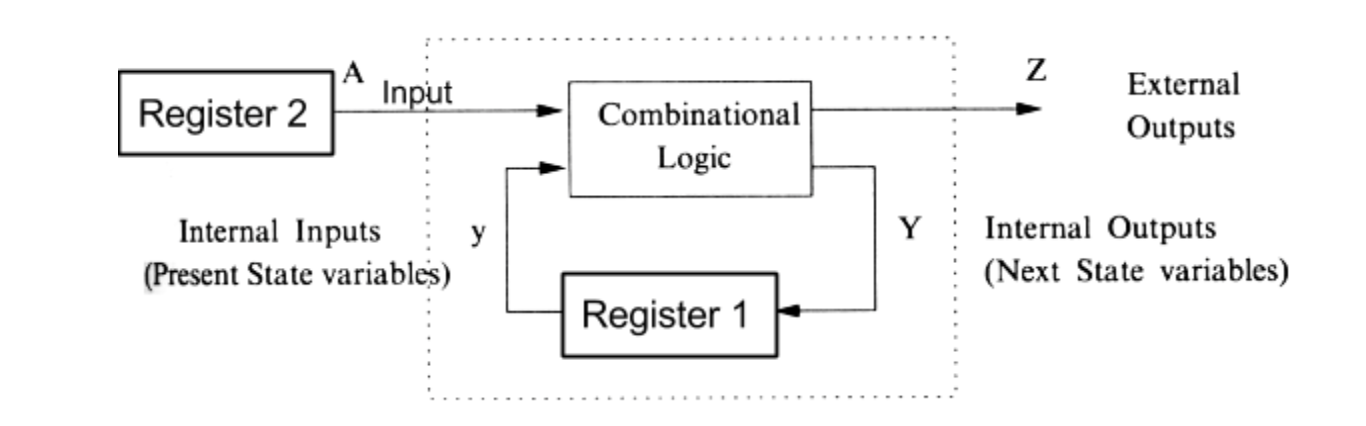 A
Input
Register 2
Combinational
Logic
Z
External
Outputs
Internal Inputs
(Present State variables)
y
Y
Internal Outputs
(Next State variables)
Register 1